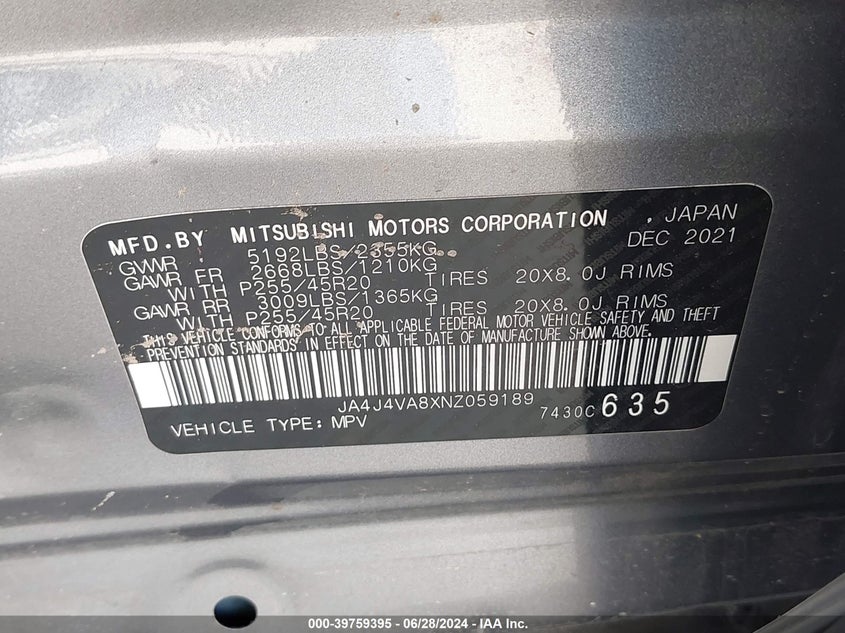 MFD.BY MITSUBISHI MOTORS CORPORATION , JAPAN
GVWR 5192LBS/2355KG DEC 2021
GAWR FR 2668LBS/1210KG
WITH P255/45R20 TIRES 20X8.0J RIMS
GAWR RR 3009LBS/1365KG
WITH P255/45R20 TIRES 20X8.0J RIMS
THIS VEHICLE CONFORMS TO ALL APPLICABLE FEDERAL MOTOR VEHICLE SAFETY AND THEFT
PREVENTION STANDARDS IN EFFECT ON THE DATE OF MANUFACTURE SHOWN ABOVE.
JA4J4VA8XNZ059189
VEHICLE TYPE: MPV 7430C 635
000-39759395 - 06/28/2024 - IAA Inc.